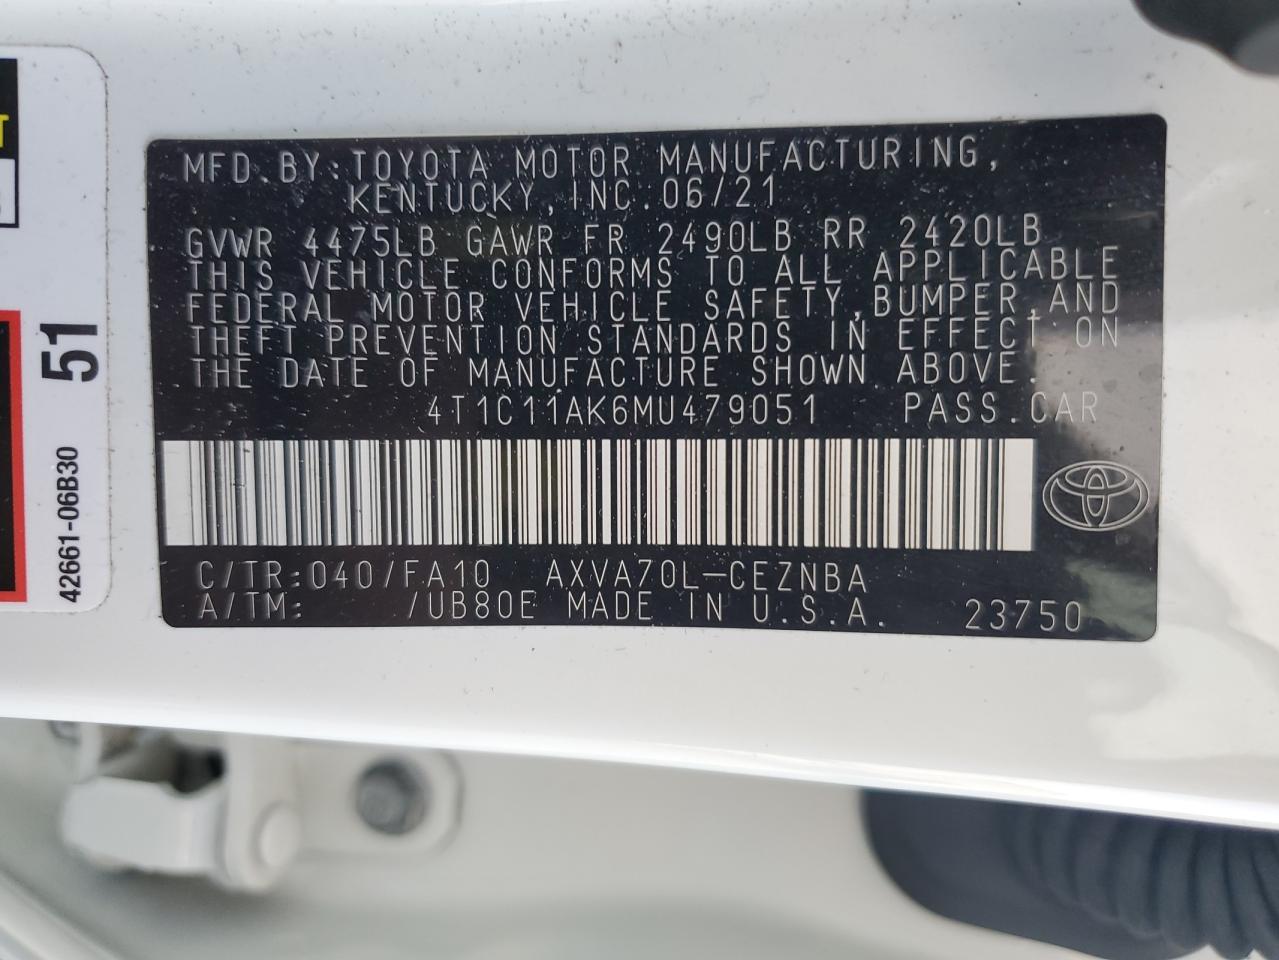 MFD.BY:TOYOTA MOTOR MANUFACTURING,
KENTUCKY,INC.06/21
GVWR 4475LB GAWR FR 2490LB RR 2420LB
THIS VEHICLE CONFORMS TO ALL APPLICABLE
FEDERAL MOTOR VEHICLE SAFETY,BUMPER,AND
THEFT PREVENTION STANDARDS IN EFFECT ON
THE DATE OF MANUFACTURE SHOWN ABOVE.
4T1C11AK6MU479051 PASS.CAR
C/TR:040/FA10 AXVA70L-CEZNBA
A/TM: /UB80E MADE IN U.S.A. 23750
51
42661-06B30